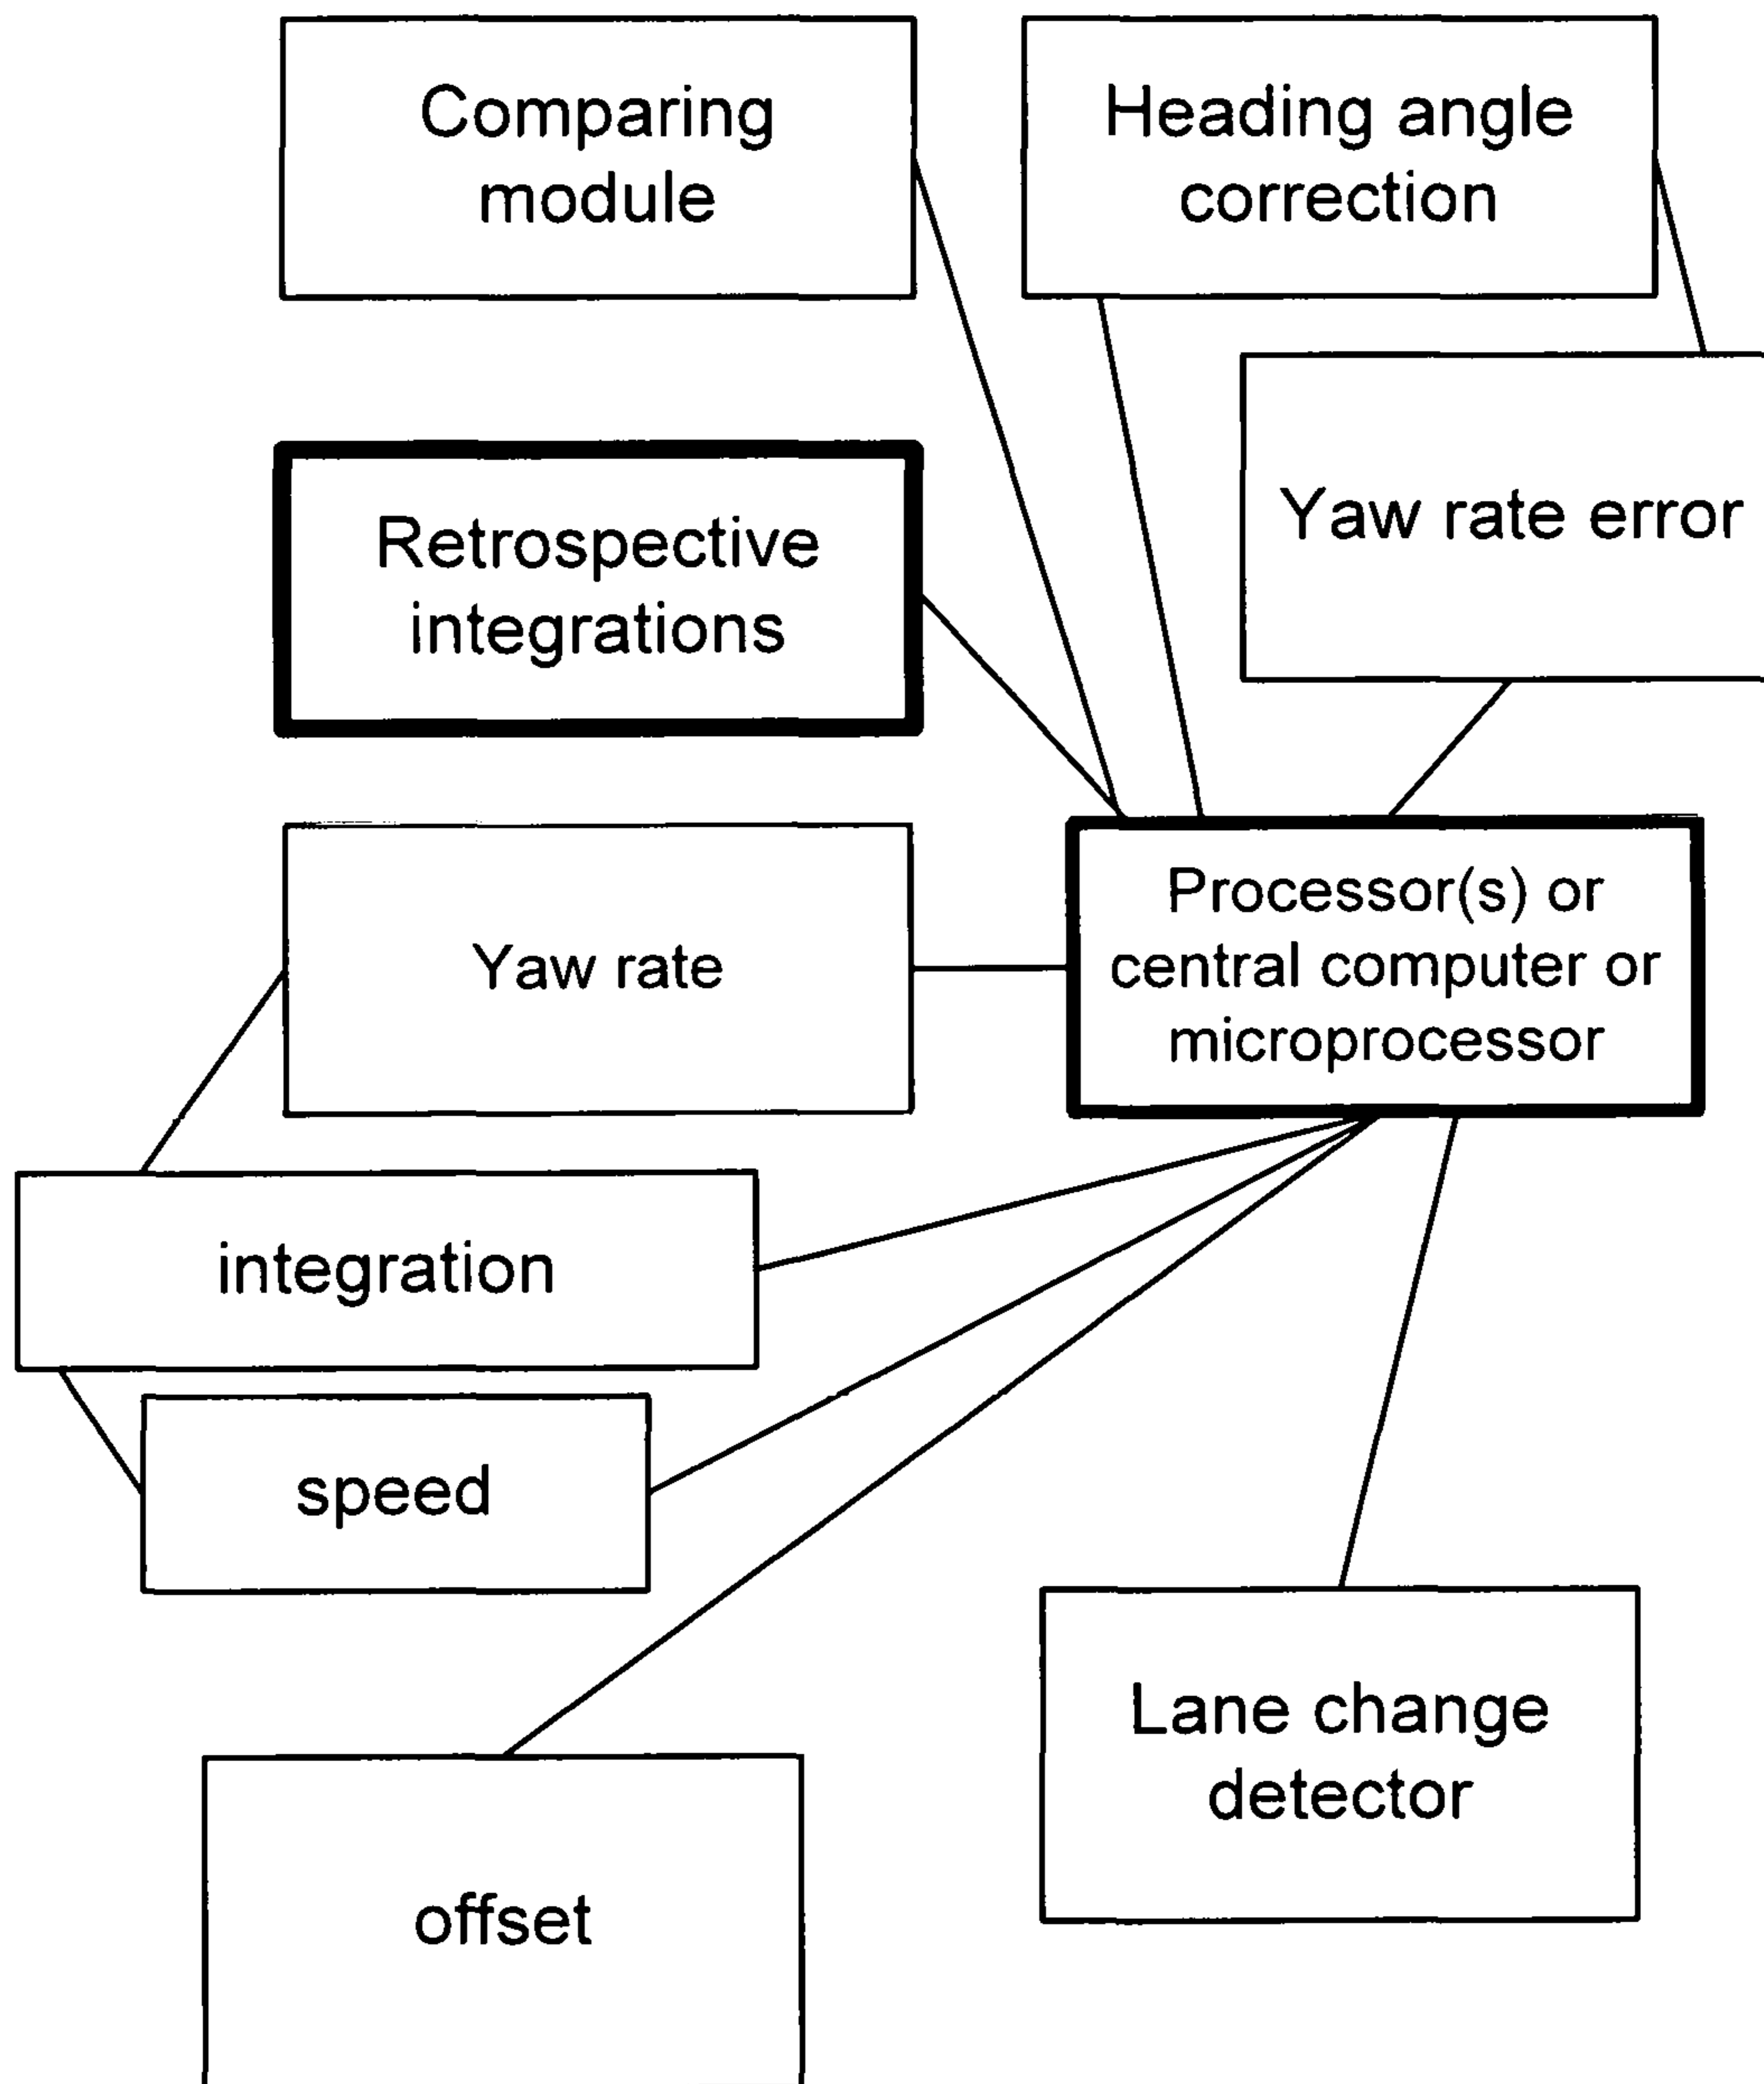 Comparing
module
Heading angle
correction
Retrospective
integrations
Yaw rate error
Yaw rate
Processor(s) or
central computer or
microprocessor
integration
speed
Lane change
detector
offset